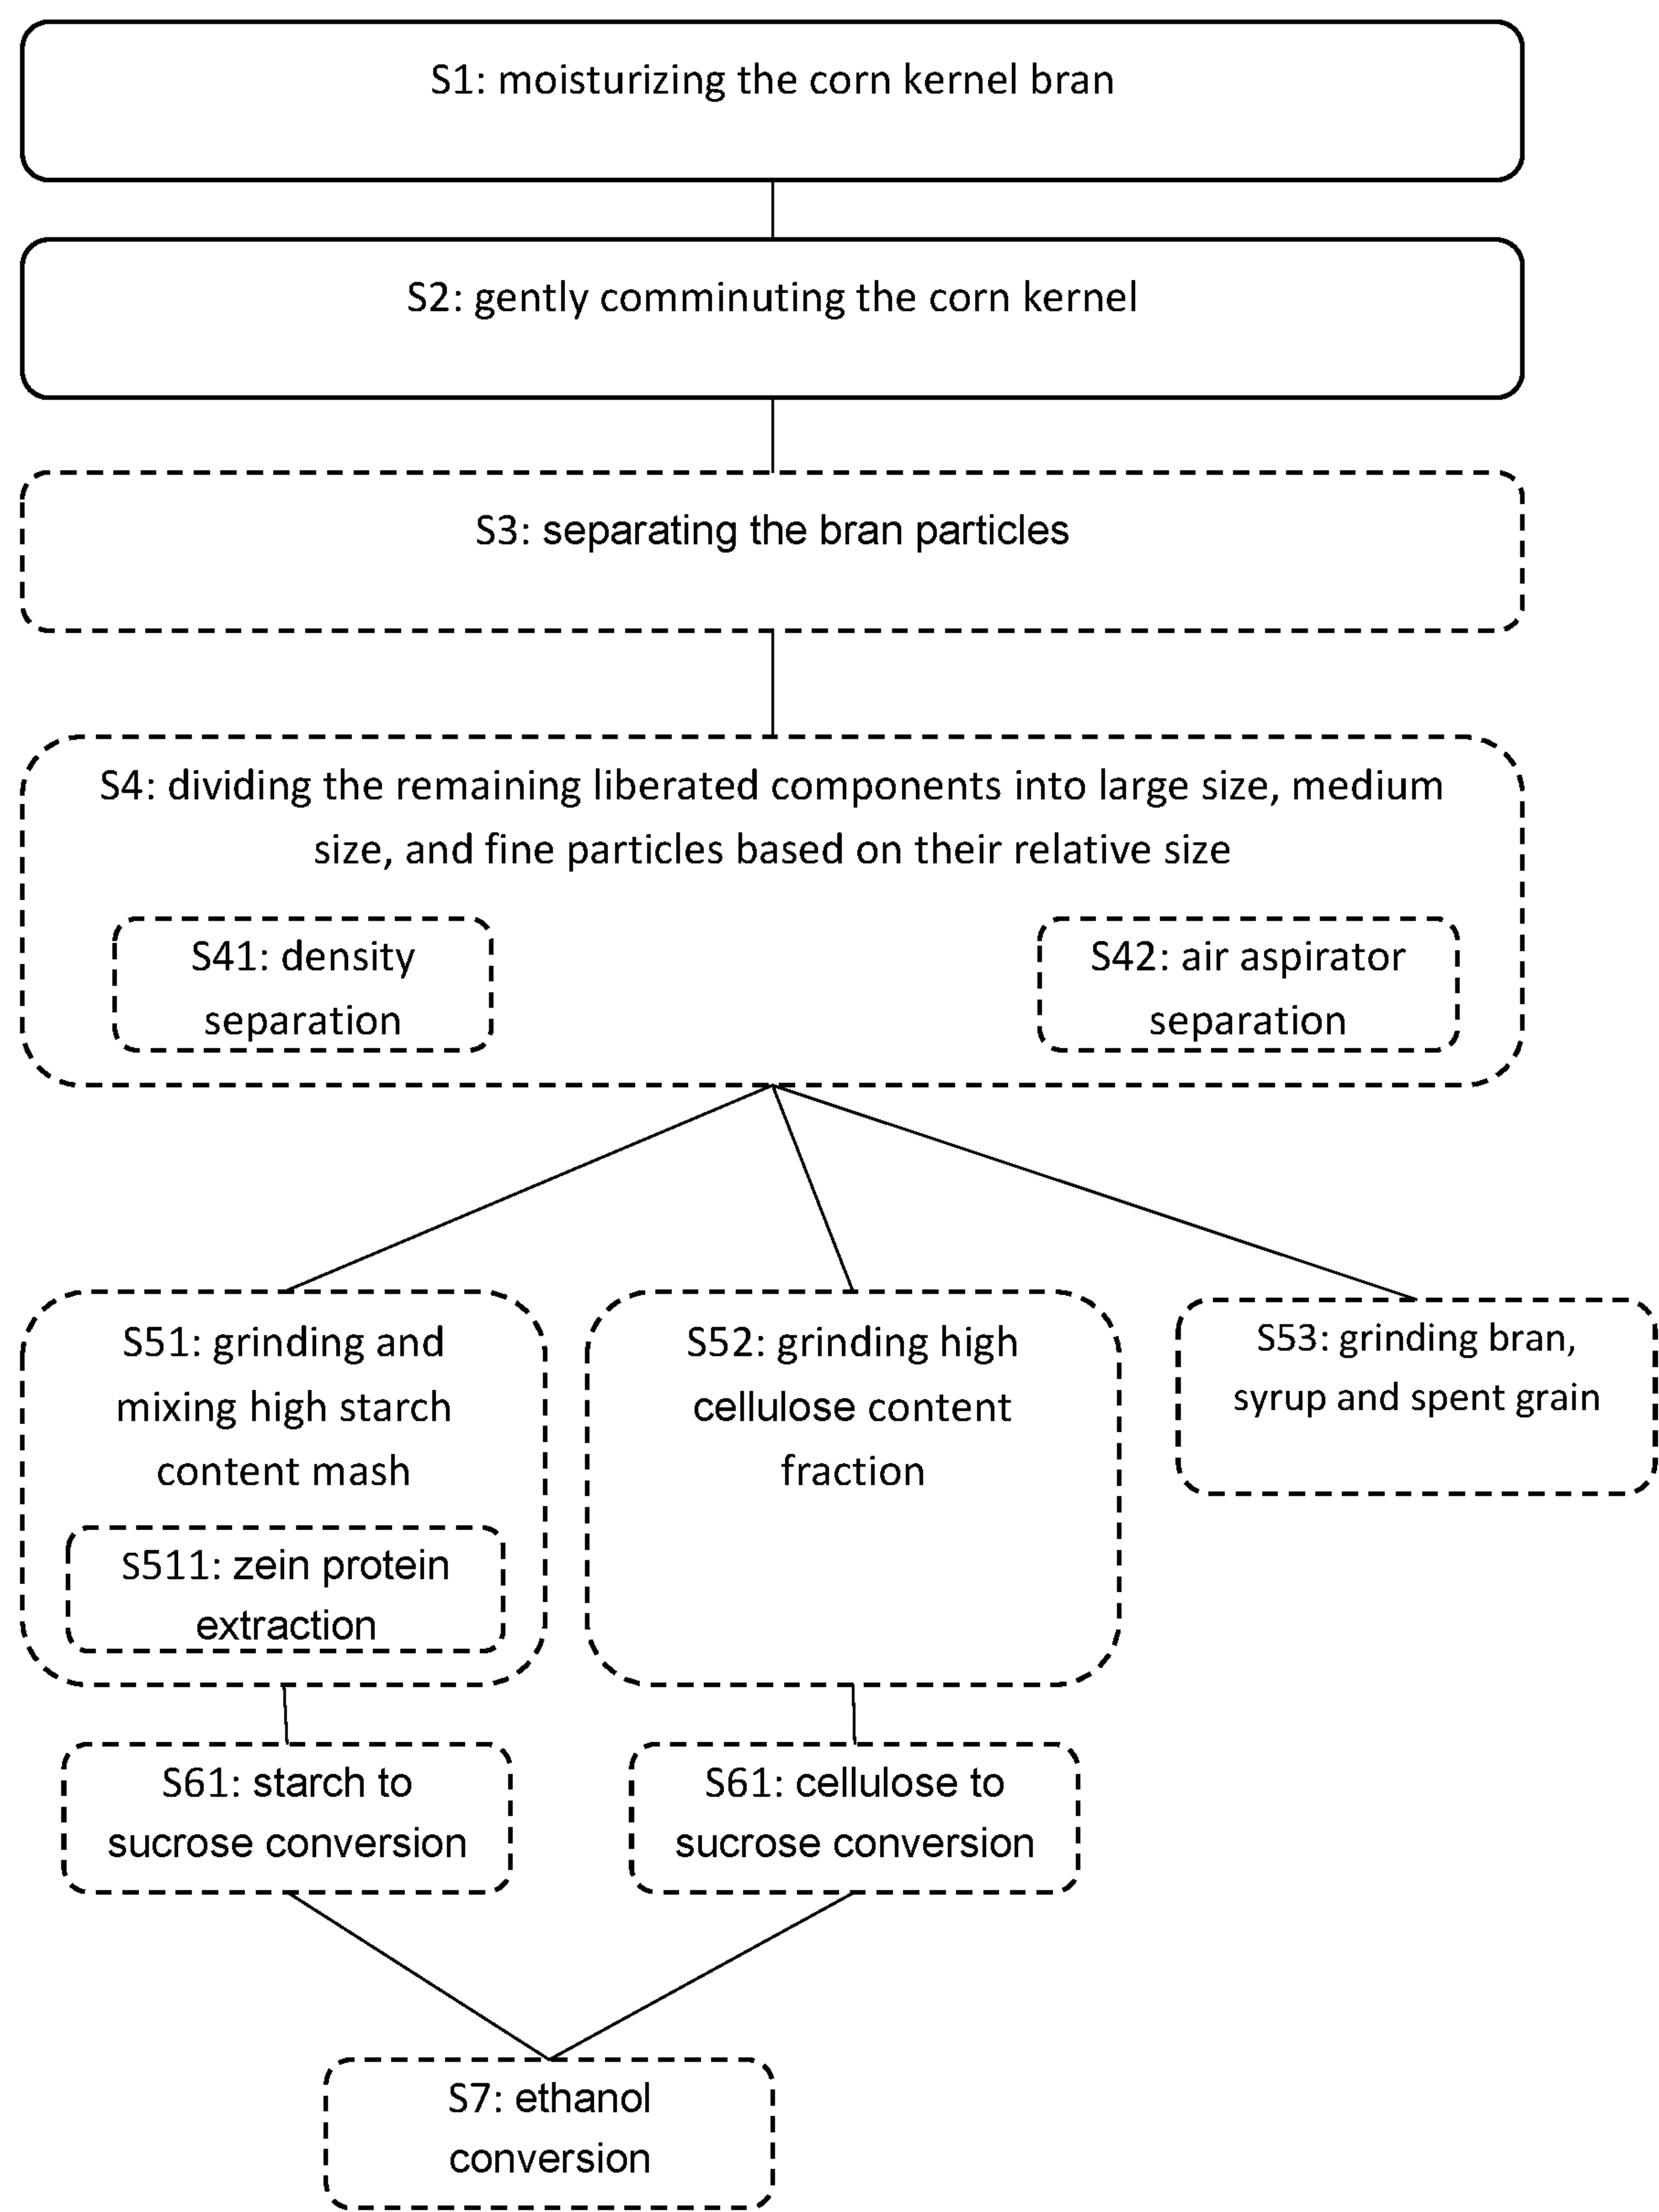 S1: moisturizing the corn kernel bran
S2: gently comminuting the corn kernel
S3: separating the bran particles
S4: dividing the remaining liberated components into large size, medium
size, and fine particles based on their relative size
S41: density
separation
S42: air aspirator
separation
S51: grinding and
mixing high starch
content mash
S511: zein protein
extraction
S52: grinding high
cellulose content
fraction
S53: grinding bran,
syrup and spent grain
S61: starch to
sucrose conversion
S61: cellulose to
sucrose conversion
S7: ethanol
conversion